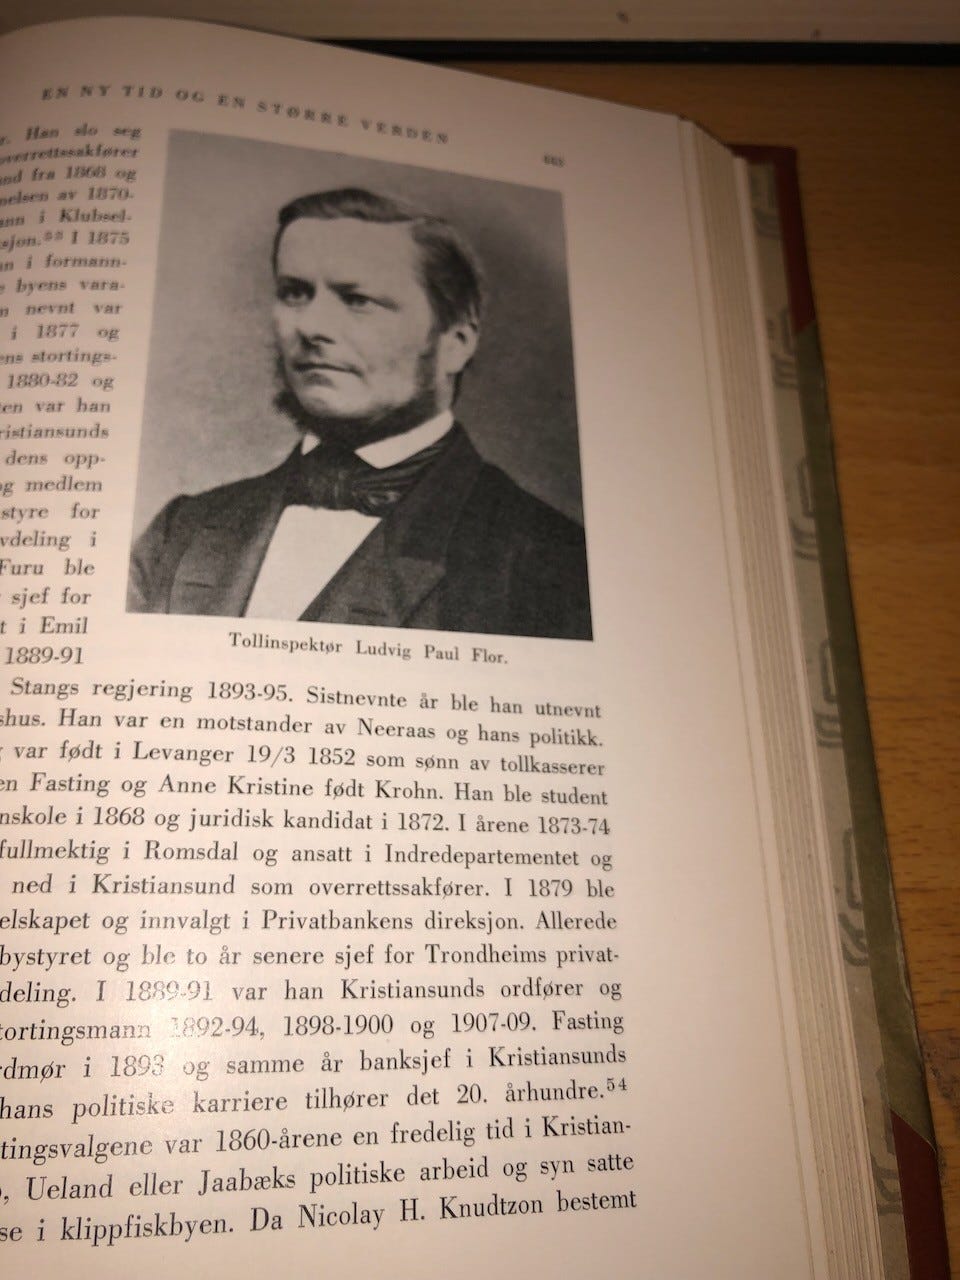 EN NY TID OG EN STØRRE VERDEN
Han slo seg
overrettssakfører
fra 1868 og
av 1870-
i Klubsel-
sjon.⁵³ I 1875
i formann-
byens vara-
nevnt var
i 1877 og
ens stortings-
1880-82 og
ten var han
ristiansunds
dens opp-
og medlem
styre for
vdeling i
Furu ble
sjef for
t i Emil
1889-91
Tollinspektør Ludvig Paul Flor.
Stangs regjering 1893-95. Sistnevnte år ble han utnevnt
shus. Han var en motstander av Neeraas og hans politikk.
var født i Levanger 19/3 1852 som sønn av tollkasserer
en Fasting og Anne Kristine født Krohn. Han ble student
nskole i 1868 og juridisk kandidat i 1872. I årene 1873-74
fullmektig i Romsdal og ansatt i Indredepartementet og
ned i Kristiansund som overrettssakfører. I 1879 ble
elskapet og innvalgt i Privatbankens direksjon. Allerede
bystyret og ble to år senere sjef for Trondheims privat-
deling. I 1889-91 var han Kristiansunds ordfører og
tortingsmann 1892-94, 1898-1900 og 1907-09. Fasting
rdmør i 1893 og samme år banksjef i Kristiansunds
hans politiske karriere tilhører det 20. århundre.⁵⁴
tingsvalgene var 1860-årene en fredelig tid i Kristian-
, Ueland eller Jaabæks politiske arbeid og syn satte
se i klippfiskbyen. Da Nicolay H. Knudtzon bestemt